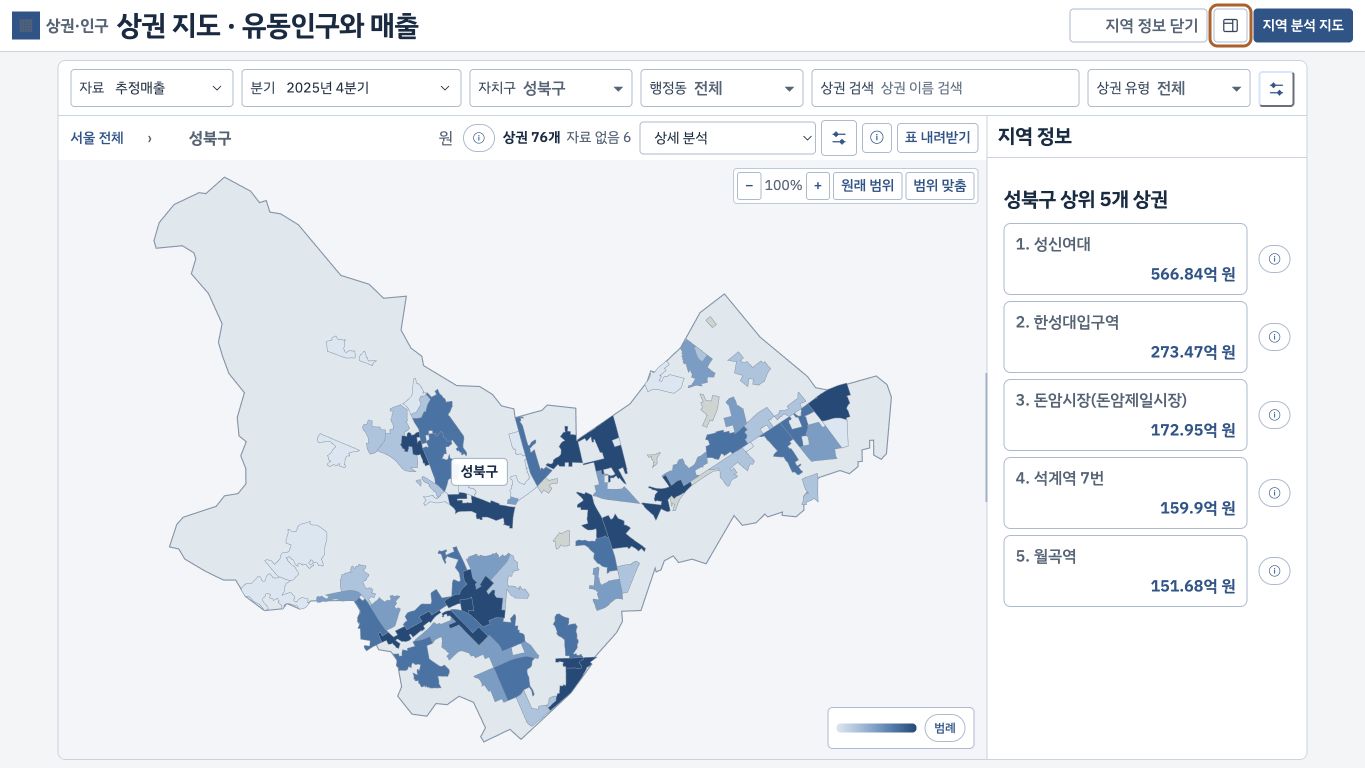 상권·인구 상권 지도 · 유동인구와 매출
지역 정보 닫기
지역 분석 지도
자료 추정매출
분기 2025년 4분기
자치구 성북구
행정동 전체
상권 검색 상권 이름 검색
상권 유형 전체
서울 전체 › 성북구
원
상권 76개 자료 없음 6
상세 분석
표 내려받기
− 100% + 원래 범위 범위 맞춤
성북구
범례
지역 정보
성북구 상위 5개 상권
1. 성신여대
566.84억 원
2. 한성대입구역
273.47억 원
3. 돈암시장(돈암제일시장)
172.95억 원
4. 석계역 7번
159.9억 원
5. 월곡역
151.68억 원